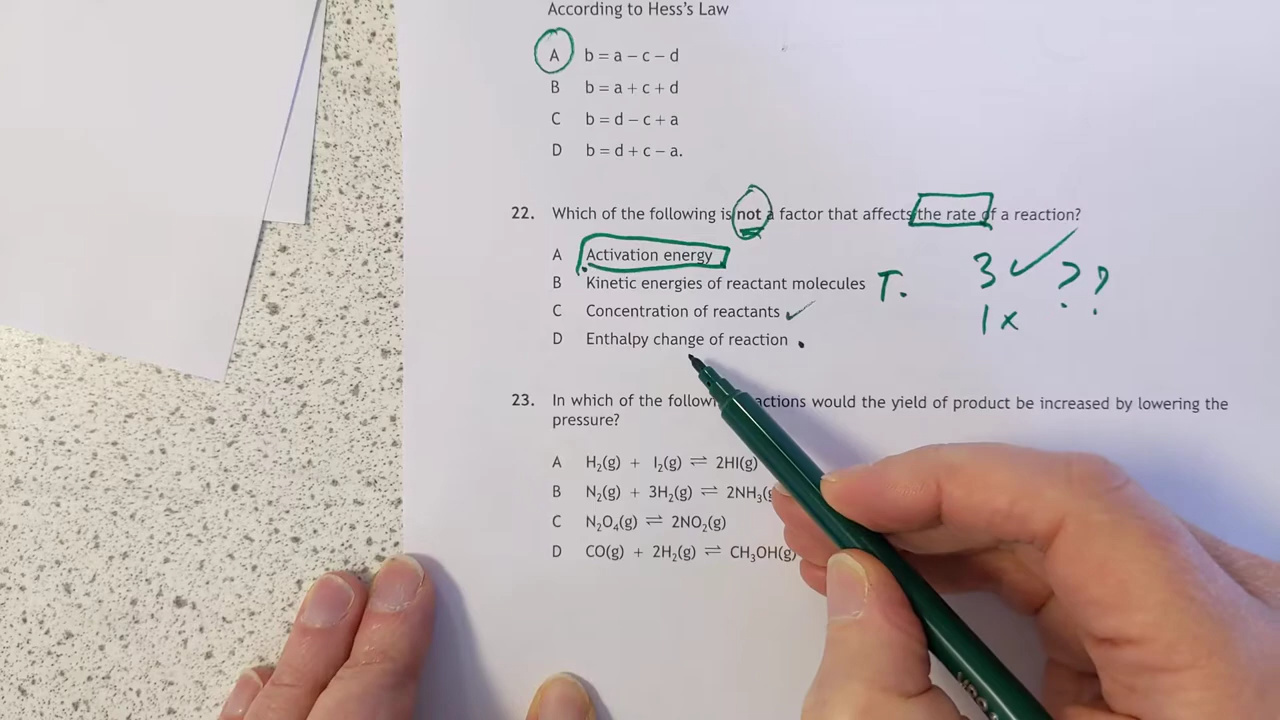 According to Hess's Law
A b = a – c – d
B b = a + c + d
C b = d – c + a
D b = d + c – a.
22. Which of the following is not a factor that affects the rate of a reaction?
A Activation energy
B Kinetic energies of reactant molecules T.
C Concentration of reactants ✓
D Enthalpy change of reaction
3 ✓ ? ?
1 x
23. In which of the following reactions would the yield of product be increased by lowering the
pressure?
A H₂(g) + I₂(g) ⇌ 2HI(g)
B N₂(g) + 3H₂(g) ⇌ 2NH₃(g
C N₂O₄(g) ⇌ 2NO₂(g)
D CO(g) + 2H₂(g) ⇌ CH₃OH(g)